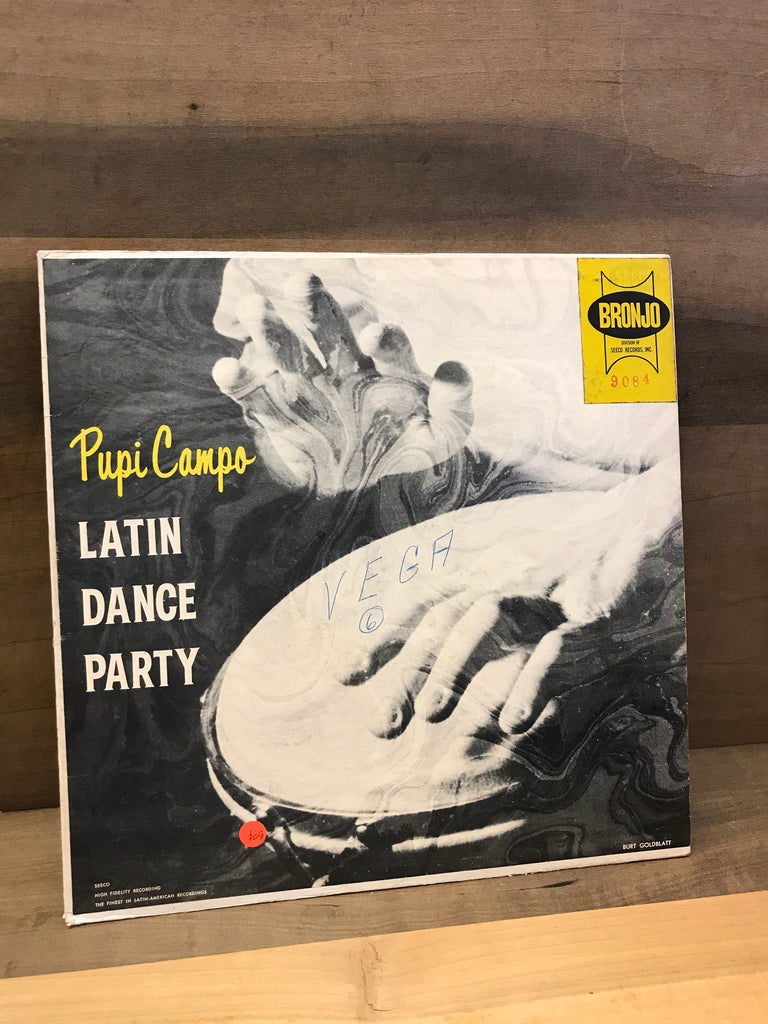 BRONJO
DIVISION OF
SEECO RECORDS, INC.
9084
Pupi Campo
LATIN
DANCE
PARTY
VEGA
6
BURT GOLDBLATT
SEECO
HIGH FIDELITY RECORDING
THE FINEST IN LATIN-AMERICAN RECORDINGS